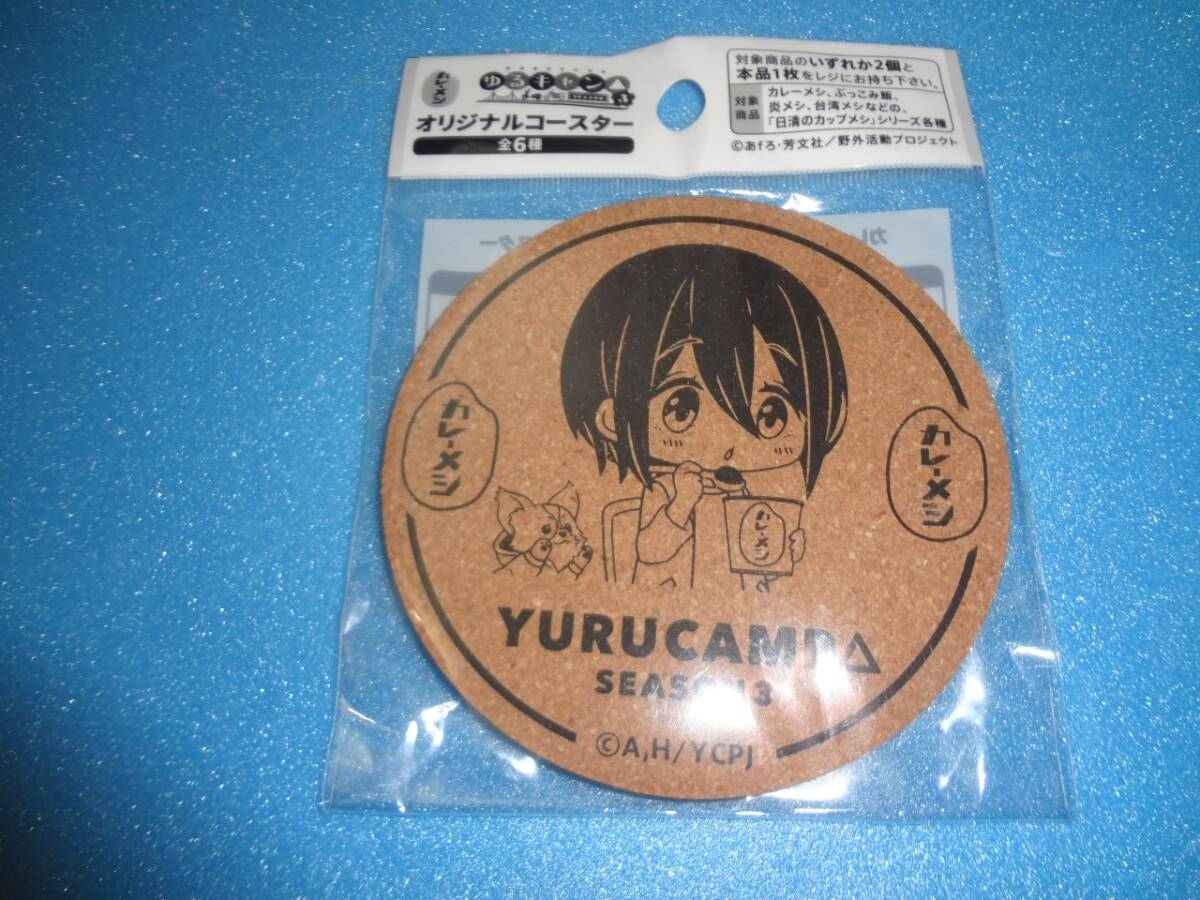 カレーメシ
ゆるキャン△
SEASON 3
オリジナルコースター
全6種
対象商品のいずれか2個と
本品1枚をレジにお持ち下さい。
対象
商品
カレーメシ、ぶっこみ飯、
炎メシ、台湾メシなどの、
「日清のカップメシ」シリーズ各種
©あfろ・芳文社／野外活動プロジェクト
カレーメシ
カレーメシ
カレーメシ
YURUCAMP△
SEASON 3
©A,H/YCPJ